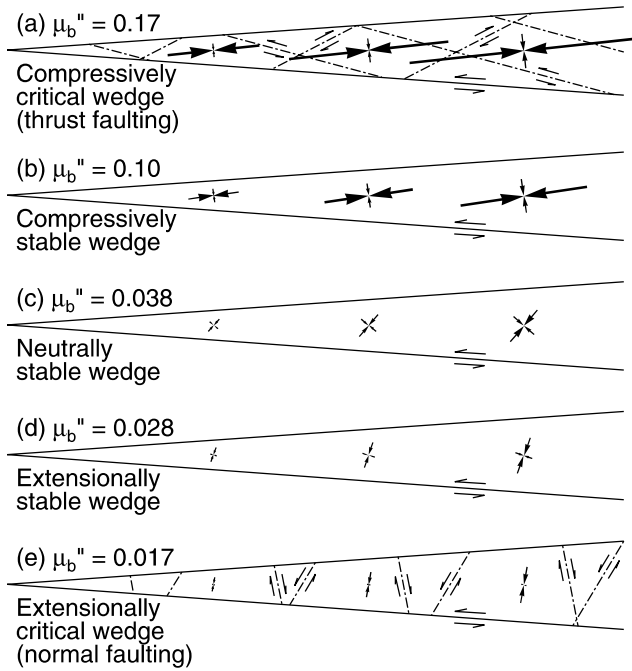 (a) μb" = 0.17
Compressively
critical wedge
(thrust faulting)
(b) μb" = 0.10
Compressively
stable wedge
(c) μb" = 0.038
Neutrally
stable wedge
(d) μb" = 0.028
Extensionally
stable wedge
(e) μb" = 0.017
Extensionally
critical wedge
(normal faulting)